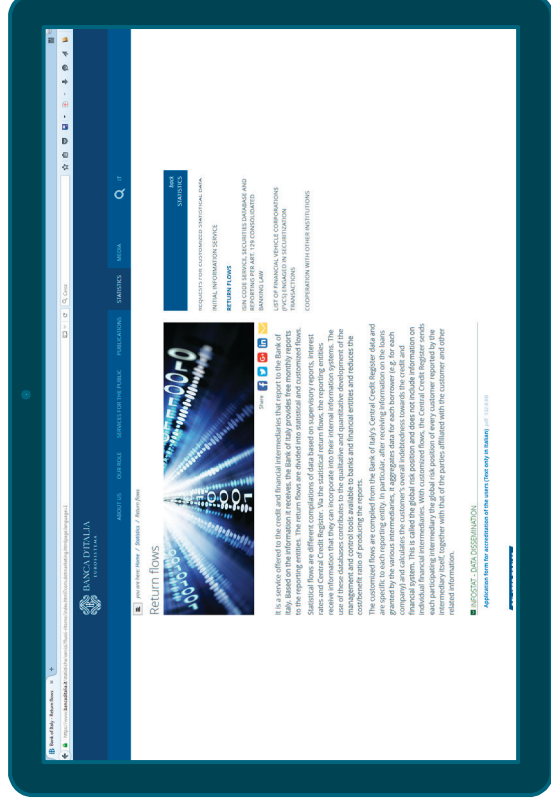 Bank of Italy - Return flows
BANCA D'ITALIA
EUROSISTEMA
ABOUT US
OUR ROLE
SERVICES FOR THE PUBLIC
PUBLICATIONS
STATISTICS
MEDIA
IT
you are here: Home / Statistics / Return flows
Return flows
Share
It is a service offered to the credit and financial intermediaries that report to the Bank of
Italy. Based on the information it receives, the Bank of Italy provides free monthly reports
to the reporting entities. The return flows are divided into statistical and customized flows.
Statistical flows are different compilations of data based on supervisory reports, interest
rates and Central Credit Register. Via the statistical return flows, the reporting entities
receive information that they can incorporate into their internal information systems. The
use of these databases contributes to the qualitative and quantitative development of the
management and control tools available to banks and financial entities and reduces the
cost/benefit ratio of producing the reports.
The customized flows are compiled from the Bank of Italy's Central Credit Register data and
are specific to each reporting entity. In particular, after receiving information on the loans
granted by the various intermediaries, it aggregates data for each borrower (e.g. for each
company) and calculates the customer's overall indebtedness towards the credit and
financial system. This is called the global risk position and does not include information on
individual financial intermediaries. With customized flows, the Central Credit Register sends
each participating intermediary the global risk position of every customer reported by the
intermediary itself, together with that of the parties affiliated with the customer and other
related information.
INFOSTAT - DATA DISSEMINATION
Application form for accreditation of the users (Text only in Italian)
back
STATISTICS
REQUESTS FOR CUSTOMIZED STATISTICAL DATA
INITIAL INFORMATION SERVICE
RETURN FLOWS
ISIN CODE SERVICE, SECURITIES DATABASE AND
REPORTING PER ART. 129 CONSOLIDATED
BANKING LAW
LIST OF FINANCIAL VEHICLE CORPORATIONS
(FVCS) ENGAGED IN SECURITIZATION
TRANSACTIONS
COOPERATION WITH OTHER INSTITUTIONS